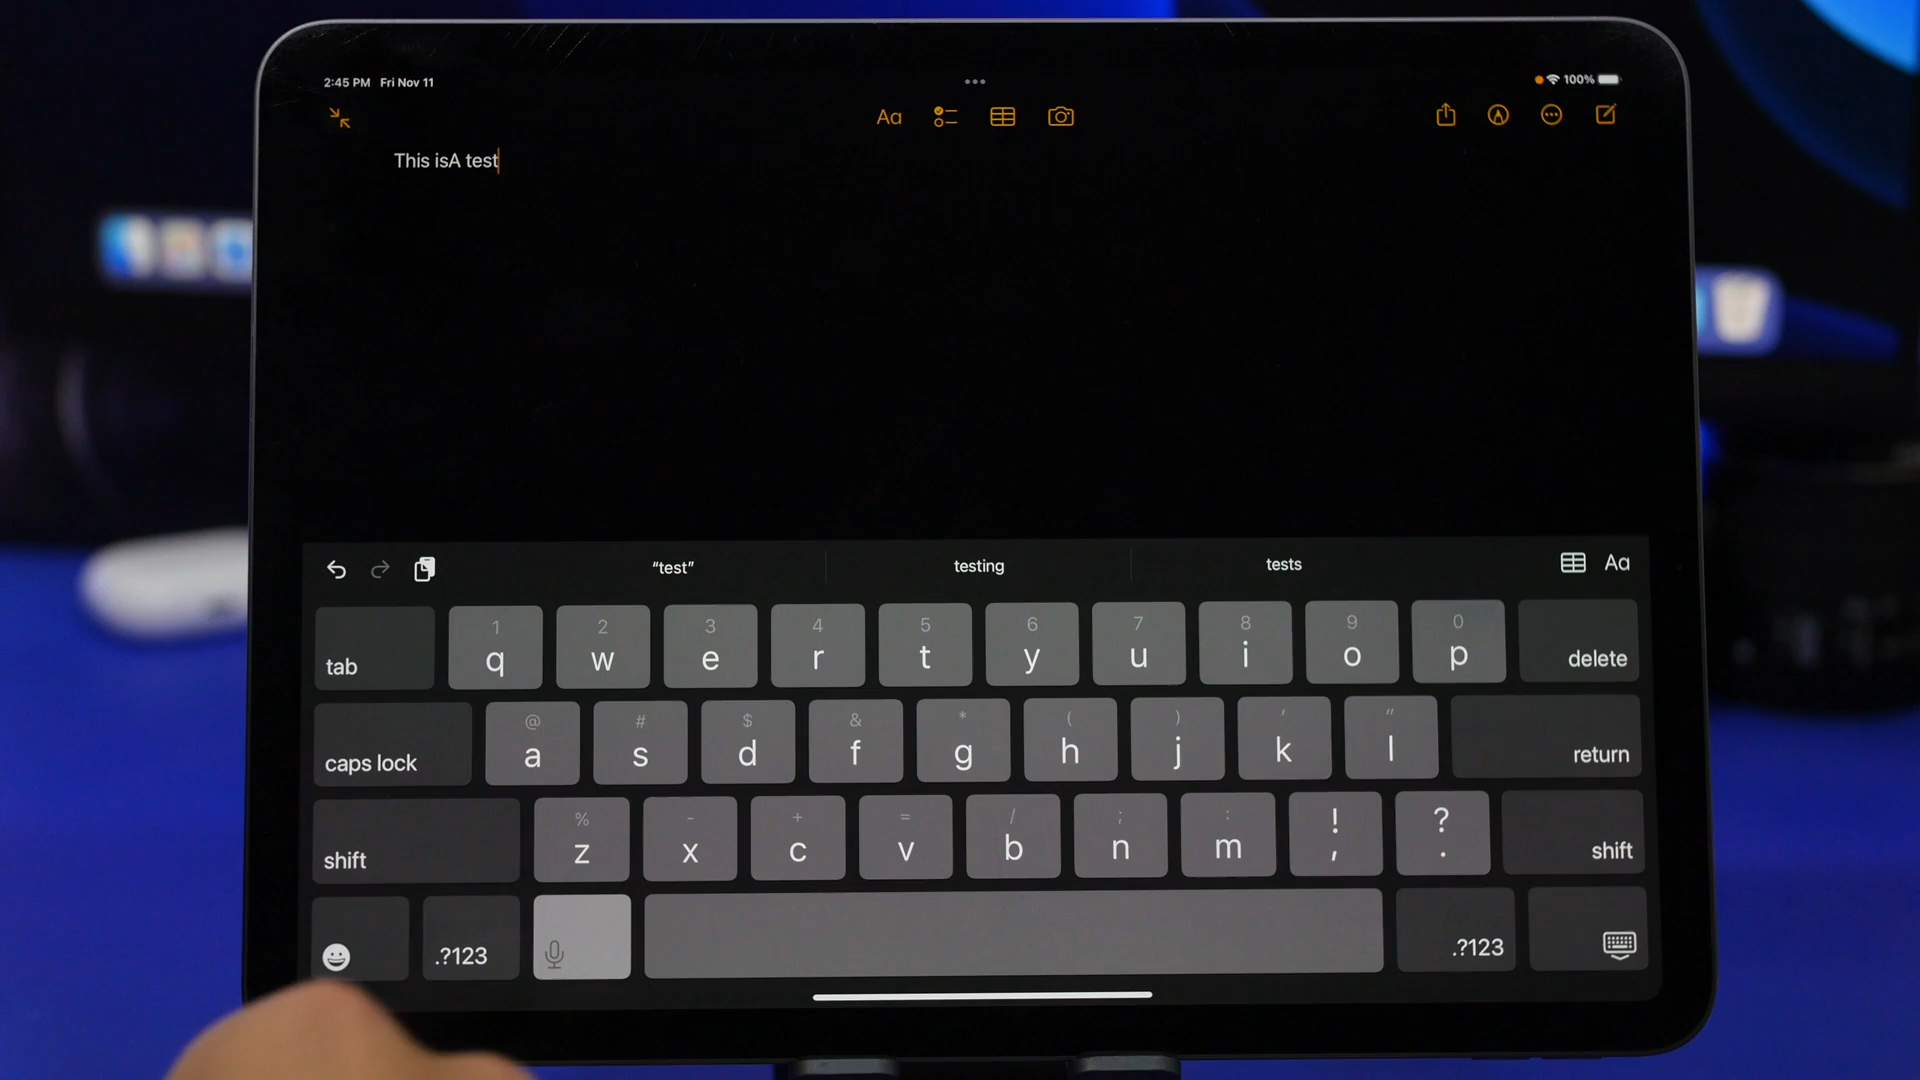 2:45 PM Fri Nov 11
100%
Aa
This isA test
“test” testing tests Aa
1 2 3 4 5 6 7 8 9 0
tab q w e r t y u i o p delete
@ # $ & * ( ) ' "
caps lock a s d f g h j k l return
% - + = / ; : ! ?
shift z x c v b n m , . shift
.?123 .?123